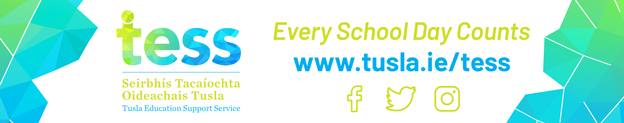 tess
Seirbhís Tacaíochta
Oideachais Tusla
Tusla Education Support Service
Every School Day Counts
www.tusla.ie/tess